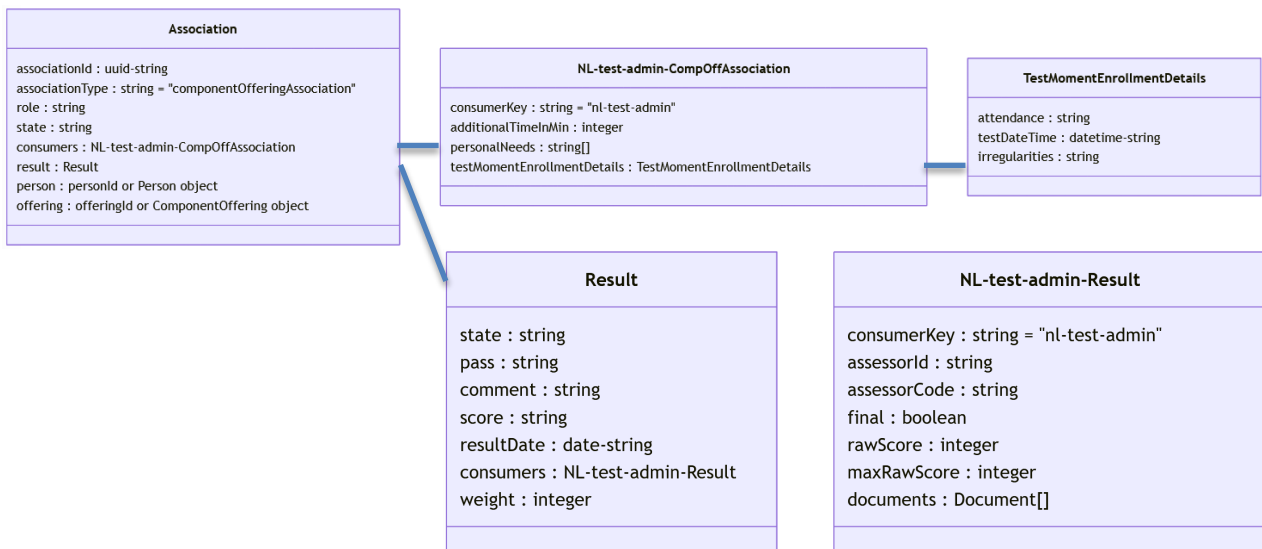 Association
associationId : uuid-string
associationType : string = "componentOfferingAssociation"
role : string
state : string
consumers : NL-test-admin-CompOffAssociation
result : Result
person : personId or Person object
offering : offeringId or ComponentOffering object
NL-test-admin-CompOffAssociation
consumerKey : string = "nl-test-admin"
additionalTimeInMin : integer
personalNeeds : string[]
testMomentEnrollmentDetails : TestMomentEnrollmentDetails
TestMomentEnrollmentDetails
attendance : string
testDateTime : datetime-string
irregularities : string
Result
state : string
pass : string
comment : string
score : string
resultDate : date-string
consumers : NL-test-admin-Result
weight : integer
NL-test-admin-Result
consumerKey : string = "nl-test-admin"
assessorId : string
assessorCode : string
final : boolean
rawScore : integer
maxRawScore : integer
documents : Document[]